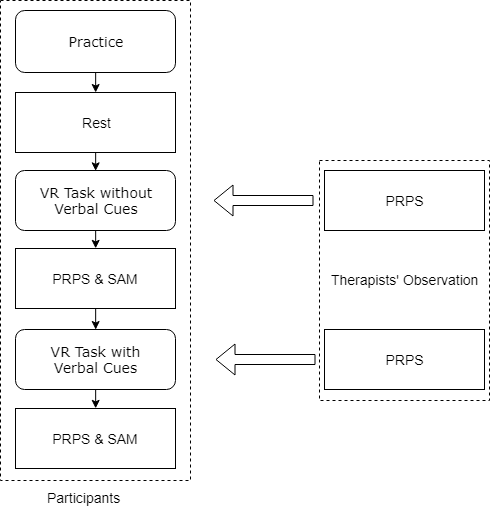 Practice
Rest
VR Task without
Verbal Cues
PRPS & SAM
VR Task with
Verbal Cues
PRPS & SAM
Participants
PRPS
Therapists' Observation
PRPS